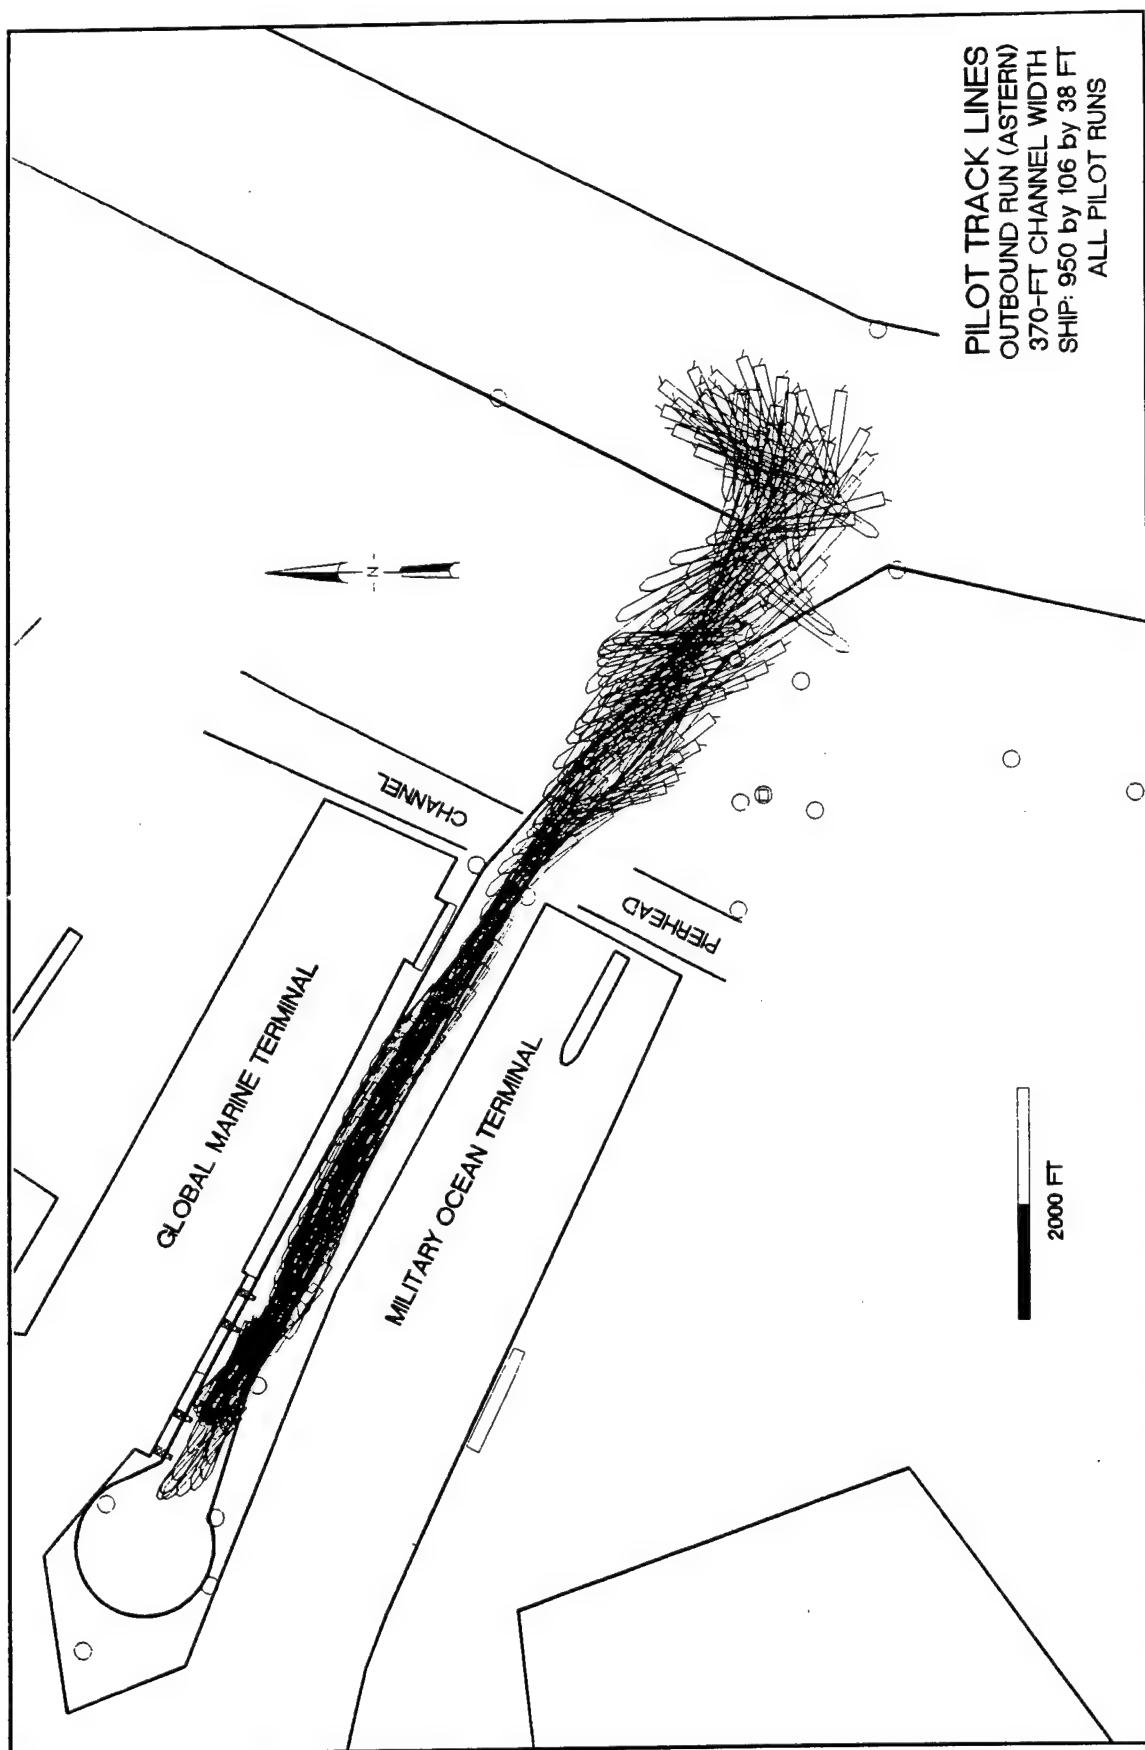 PILOT TRACK LINES
OUTBOUND RUN (ASTERN)
370-FT CHANNEL WIDTH
SHIP: 950 by 106 by 38 FT
ALL PILOT RUNS
-N-
CHANNEL
PIERHEAD
GLOBAL MARINE TERMINAL
MILITARY OCEAN TERMINAL
2000 FT